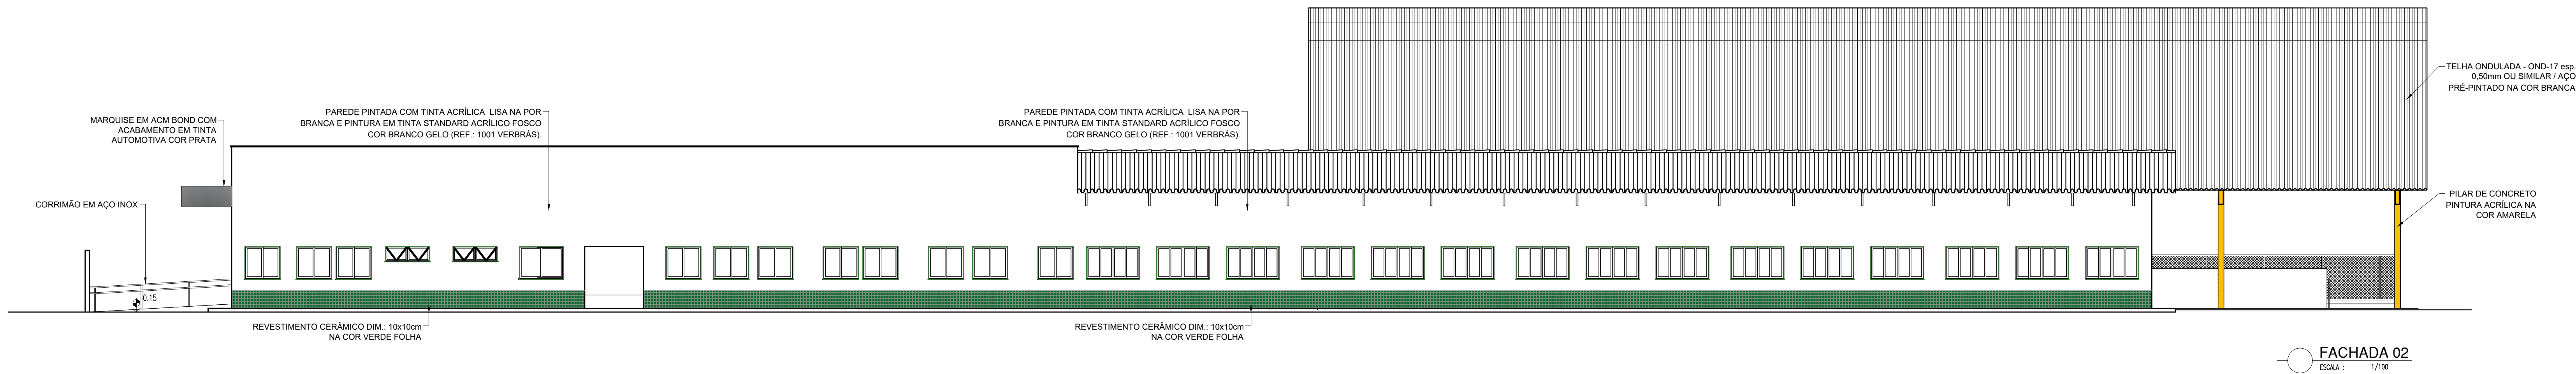 TELHA ONDULADA - OND-17 esp.
0,50mm OU SIMILAR / AÇO
PRÉ-PINTADO NA COR BRANCA
MARQUISE EM ACM BOND COM
ACABAMENTO EM TINTA
AUTOMOTIVA COR PRATA
PAREDE PINTADA COM TINTA ACRÍLICA  LISA NA POR
BRANCA E PINTURA EM TINTA STANDARD ACRÍLICO FOSCO
COR BRANCO GELO (REF.: 1001 VERBRÁS).
PAREDE PINTADA COM TINTA ACRÍLICA  LISA NA POR
BRANCA E PINTURA EM TINTA STANDARD ACRÍLICO FOSCO
COR BRANCO GELO (REF.: 1001 VERBRÁS).
CORRIMÃO EM AÇO INOX
PILAR DE CONCRETO
PINTURA ACRÍLICA NA
COR AMARELA
0.15
REVESTIMENTO CERÂMICO DIM.: 10x10cm
NA COR VERDE FOLHA
REVESTIMENTO CERÂMICO DIM.: 10x10cm
NA COR VERDE FOLHA
FACHADA 02
ESCALA : 1/100